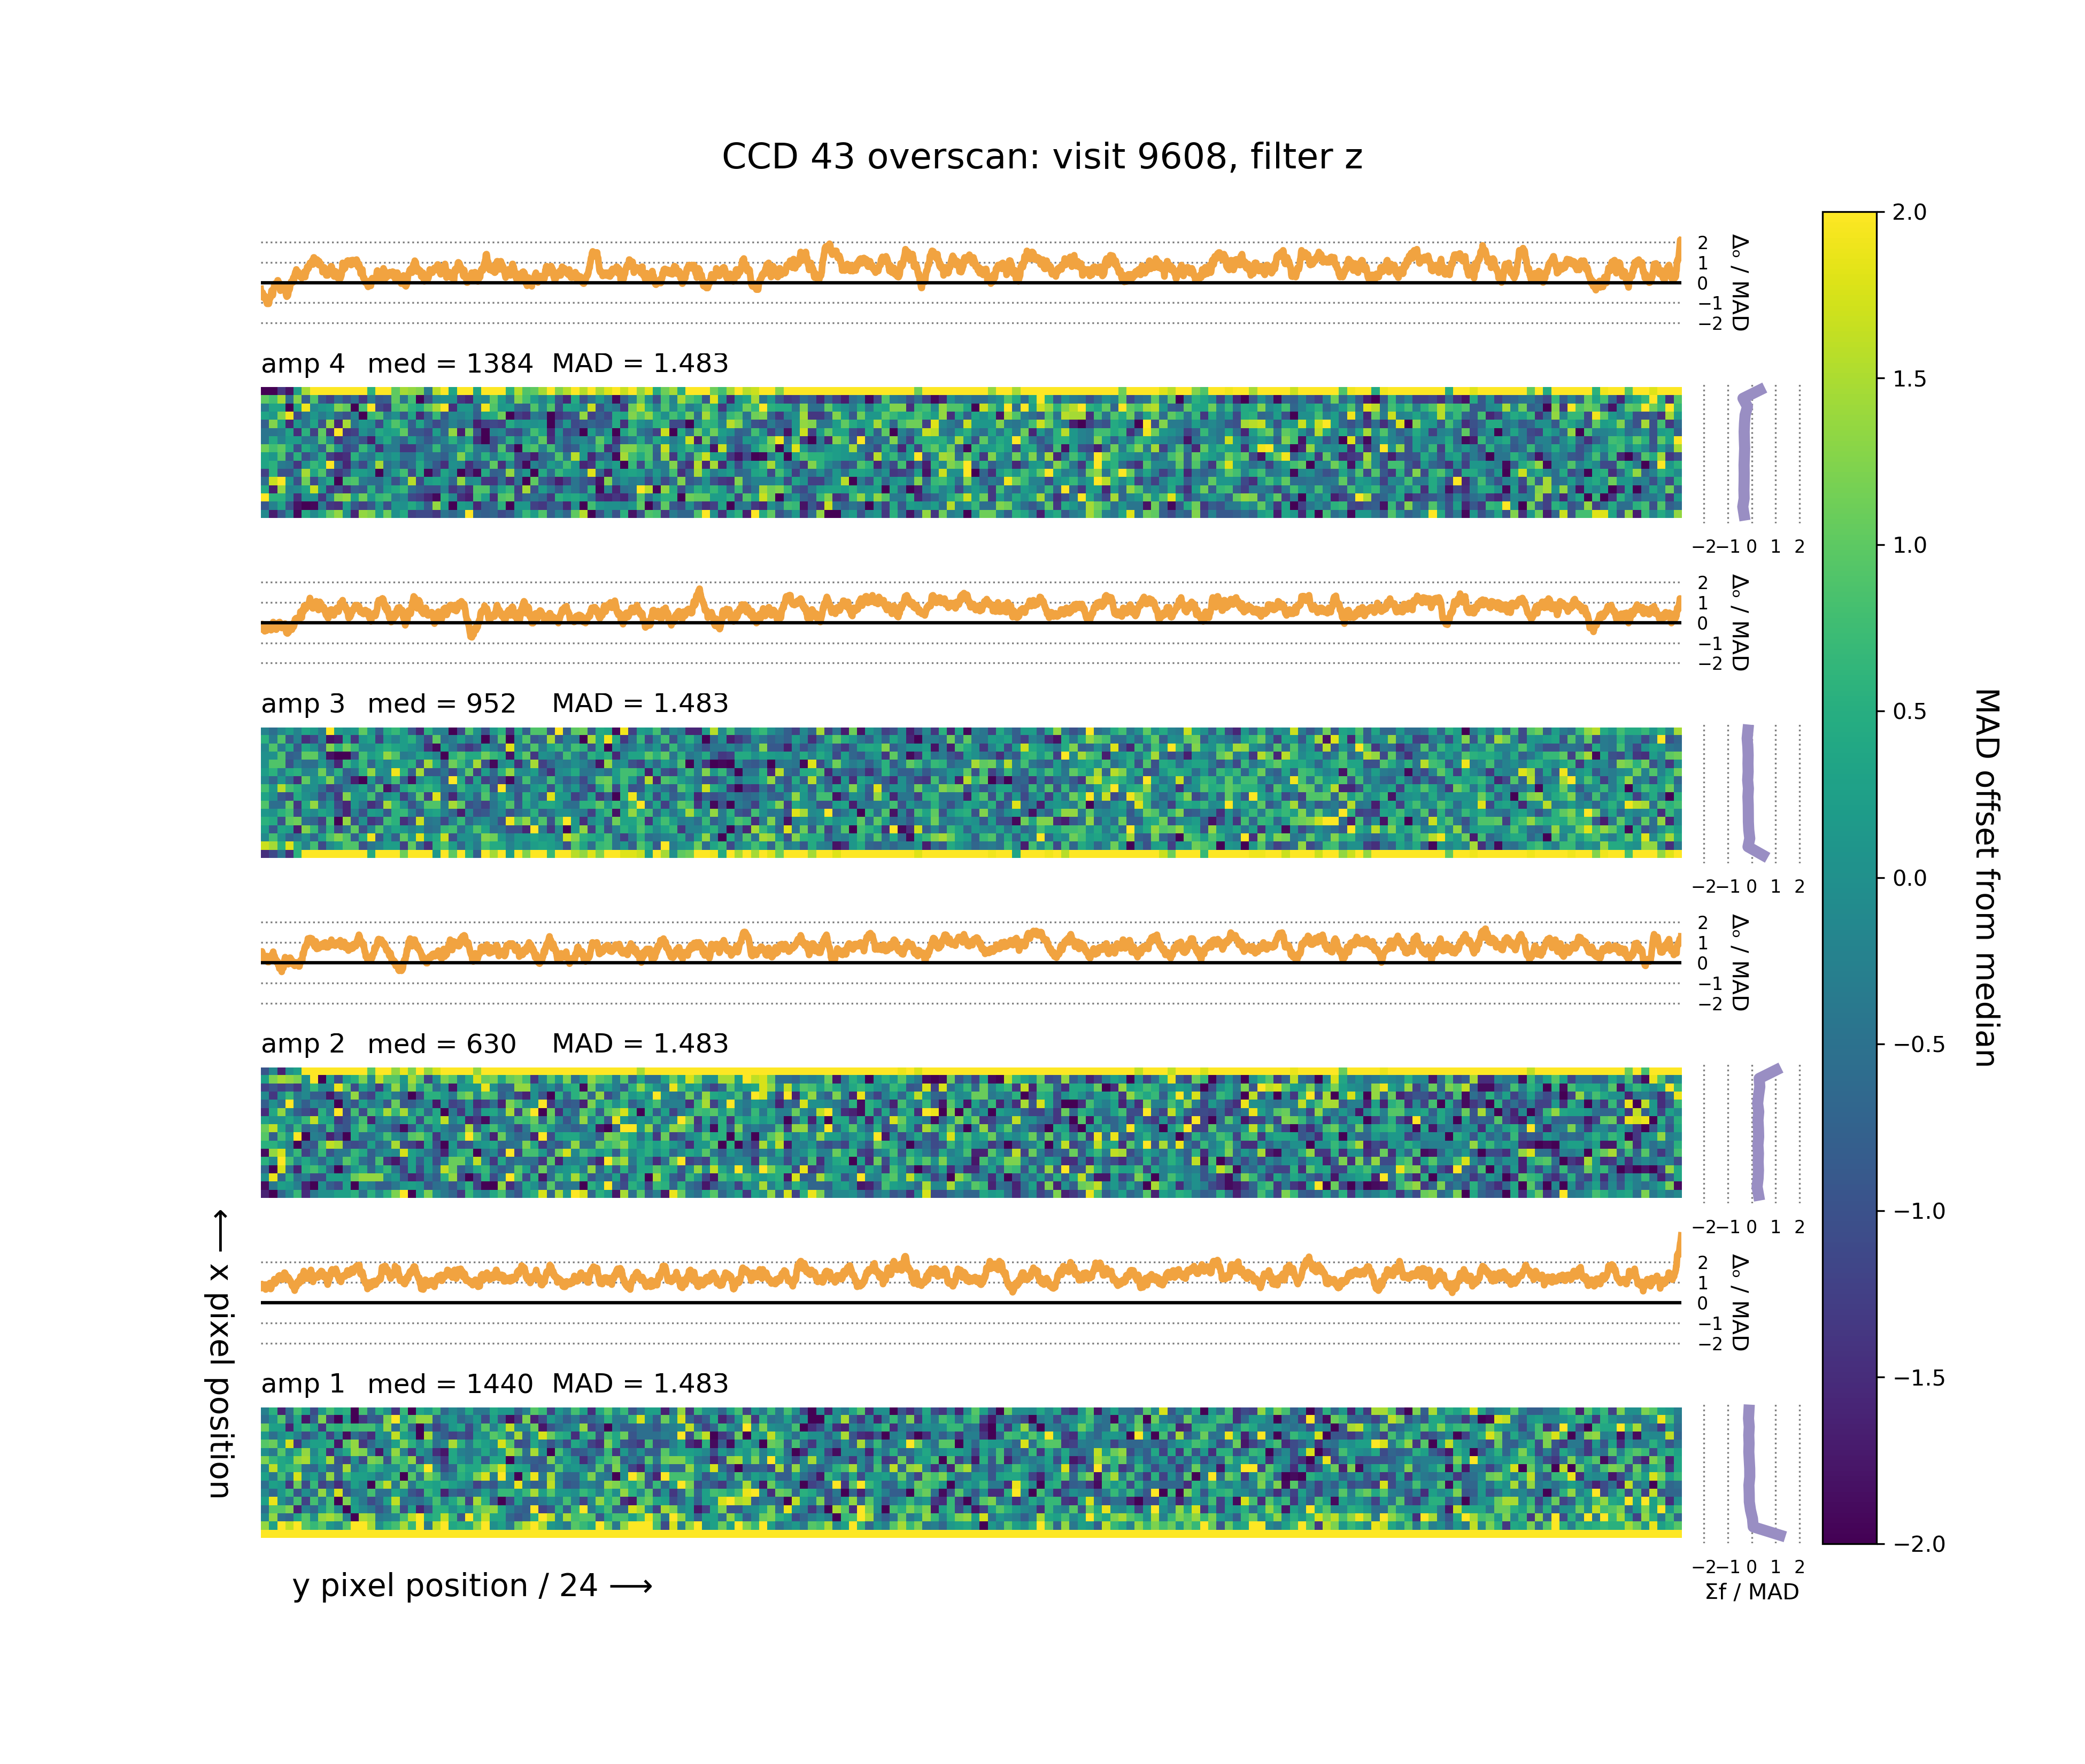 CCD 43 overscan: visit 9608, filter z
2
1
0
−1
−2
Δₒ / MAD
amp 4 med = 1384 MAD = 1.483
−2 −1 0 1 2
2
1
0
−1
−2
Δₒ / MAD
amp 3 med = 952 MAD = 1.483
−2 −1 0 1 2
2
1
0
−1
−2
Δₒ / MAD
amp 2 med = 630 MAD = 1.483
−2 −1 0 1 2
2
1
0
−1
−2
Δₒ / MAD
amp 1 med = 1440 MAD = 1.483
−2 −1 0 1 2
Σf / MAD
y pixel position / 24 ⟶
⟵ x pixel position
2.0
1.5
1.0
0.5
0.0
−0.5
−1.0
−1.5
−2.0
MAD offset from median